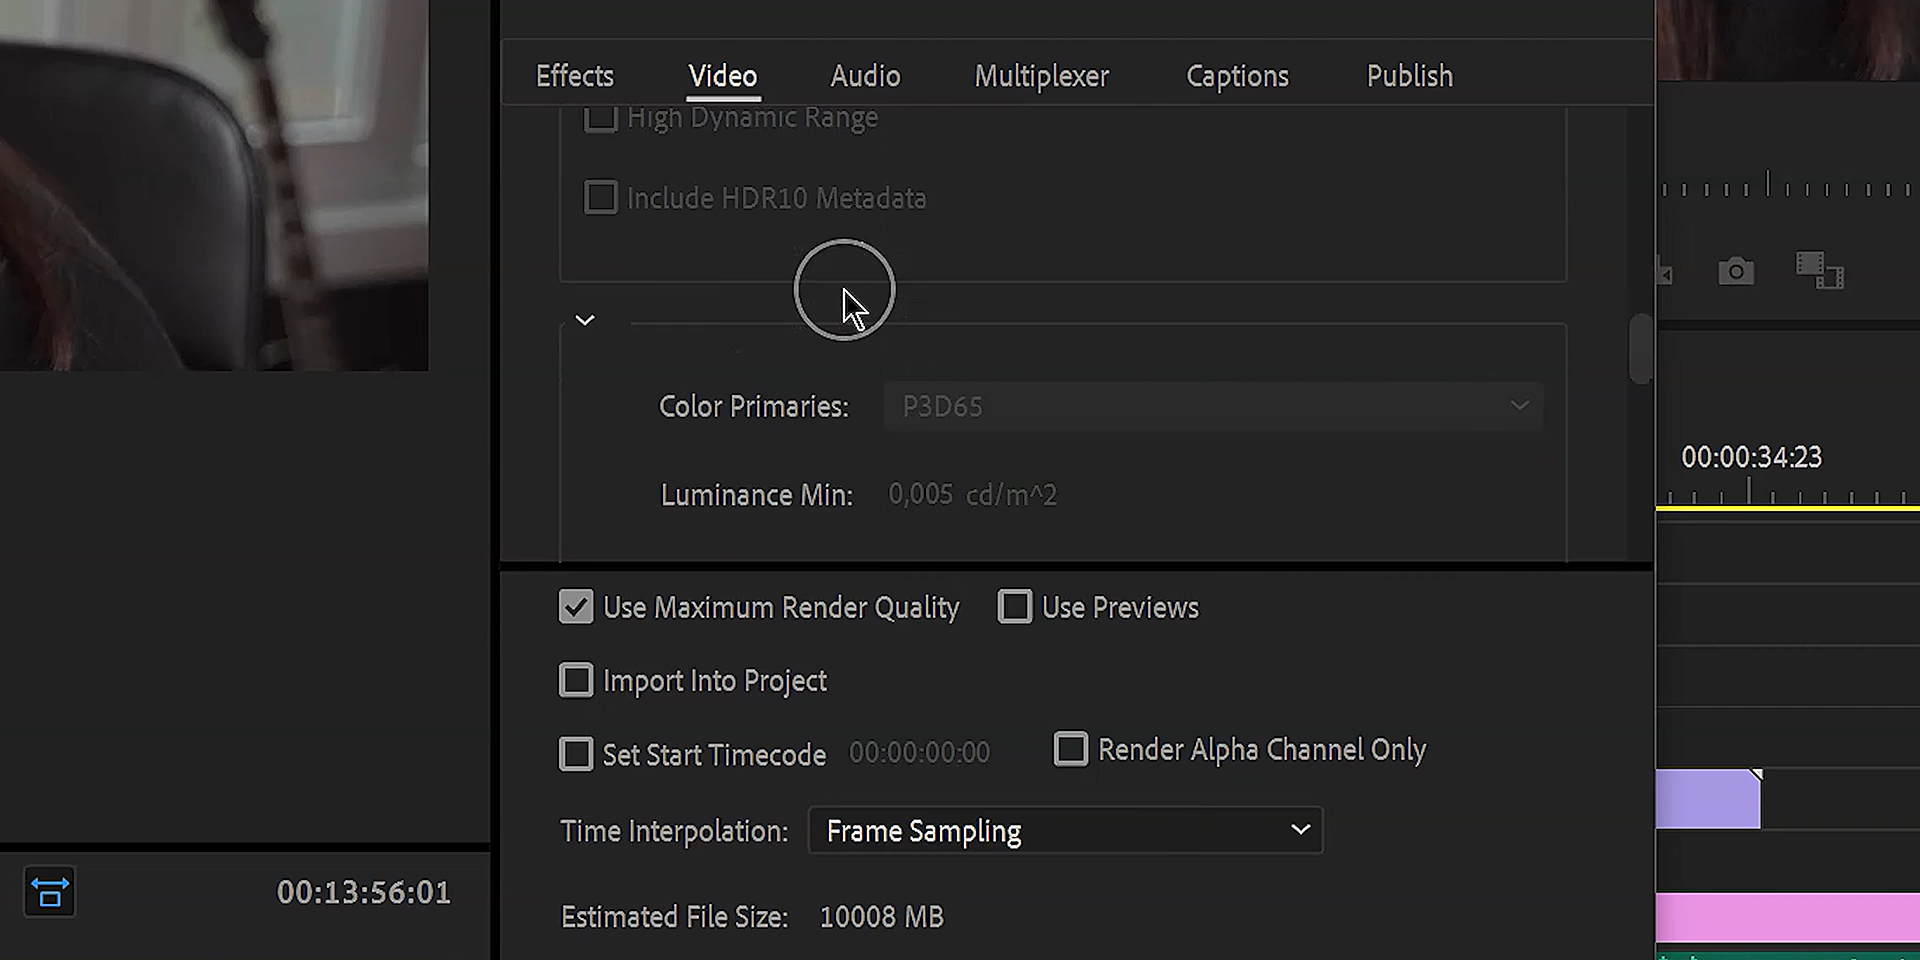 Effects Video Audio Multiplexer Captions Publish
High Dynamic Range
Include HDR10 Metadata
Color Primaries: P3D65
Luminance Min: 0,005 cd/m^2
00:00:34:23
Use Maximum Render Quality Use Previews
Import Into Project
Set Start Timecode 00:00:00:00 Render Alpha Channel Only
Time Interpolation: Frame Sampling
00:13:56:01
Estimated File Size: 10008 MB